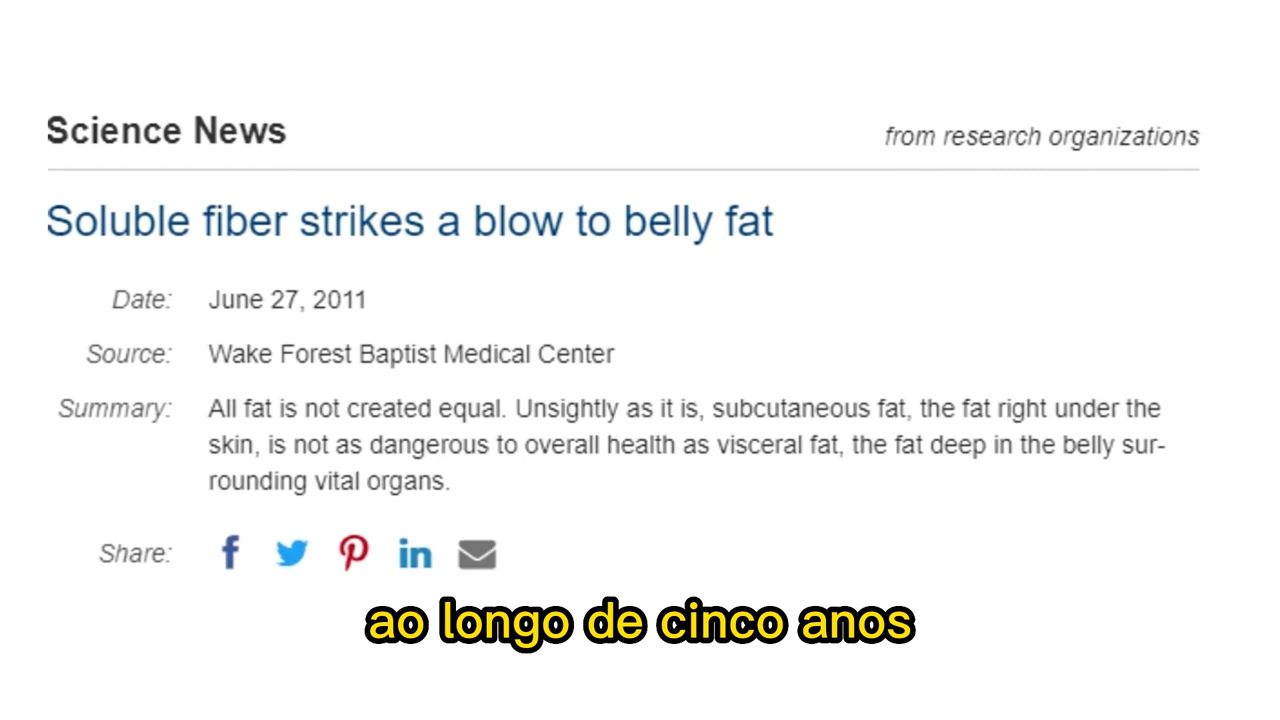 Science News
from research organizations
Soluble fiber strikes a blow to belly fat
Date: June 27, 2011
Source: Wake Forest Baptist Medical Center
Summary: All fat is not created equal. Unsightly as it is, subcutaneous fat, the fat right under the
skin, is not as dangerous to overall health as visceral fat, the fat deep in the belly sur-
rounding vital organs.
Share:
ao longo de cinco anos